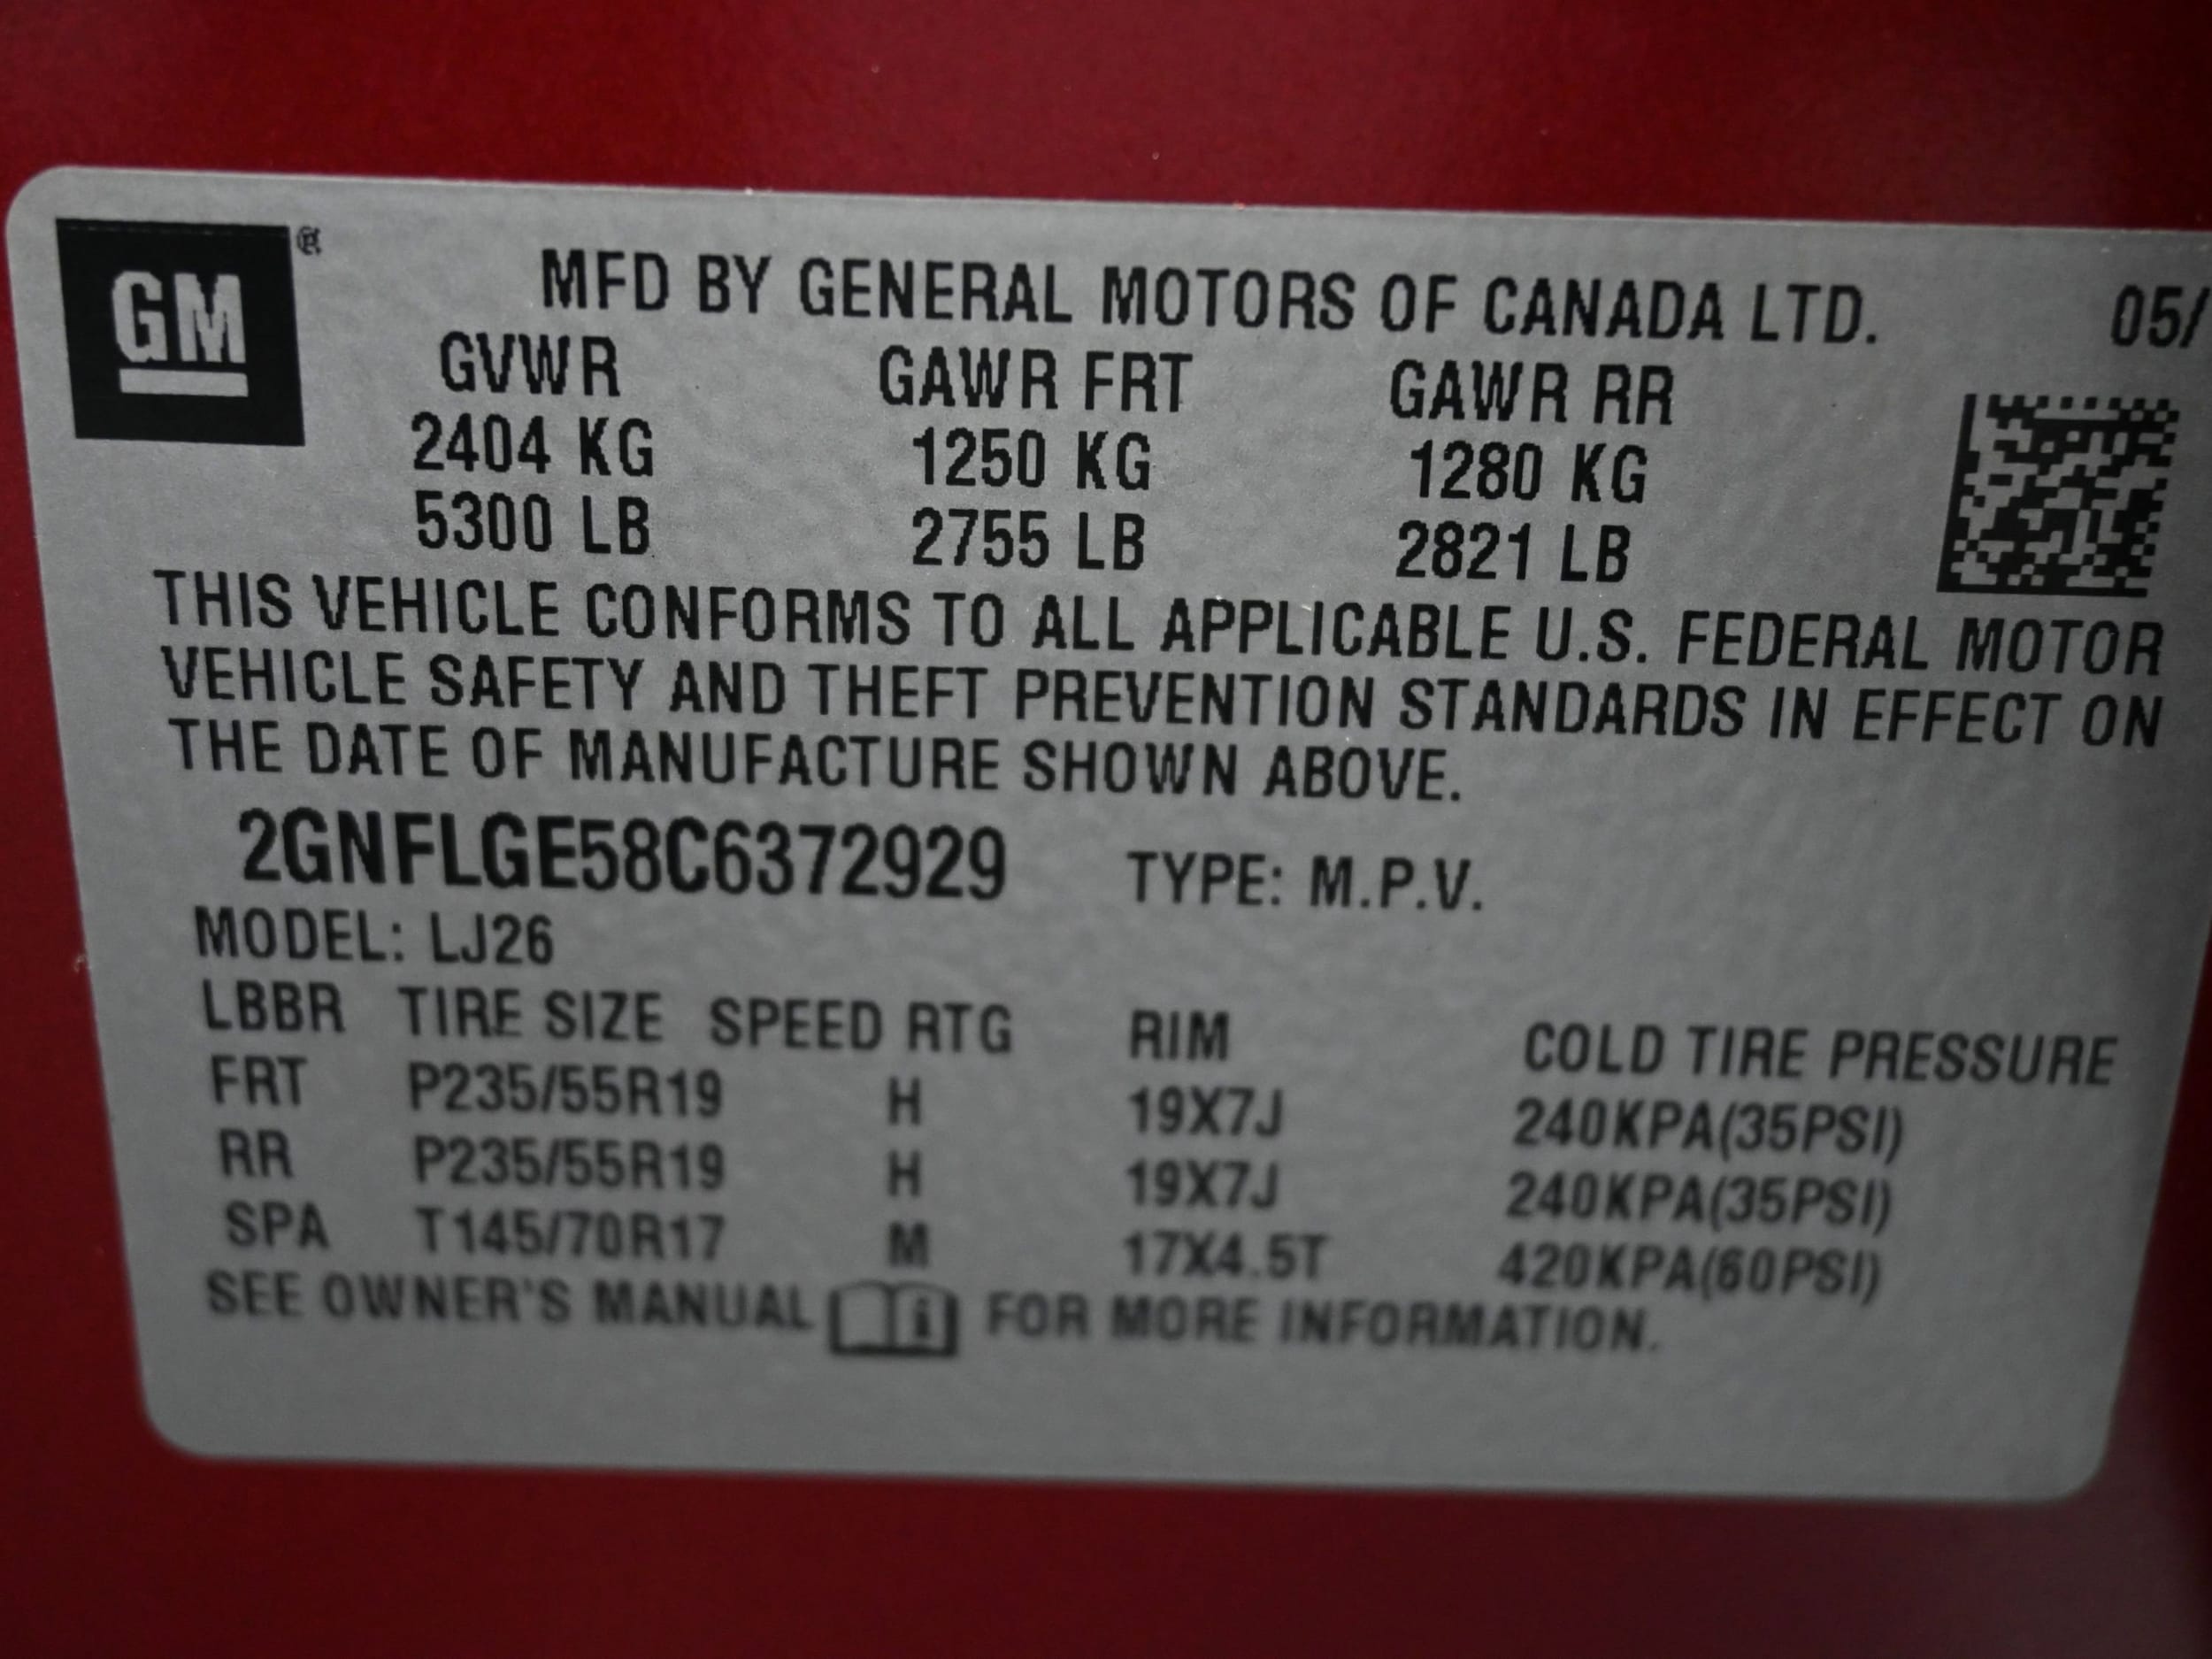 GM ®
MFD BY GENERAL MOTORS OF CANADA LTD. 05/
GVWR GAWR FRT GAWR RR
2404 KG 1250 KG 1280 KG
5300 LB 2755 LB 2821 LB
THIS VEHICLE CONFORMS TO ALL APPLICABLE U.S. FEDERAL MOTOR
VEHICLE SAFETY AND THEFT PREVENTION STANDARDS IN EFFECT ON
THE DATE OF MANUFACTURE SHOWN ABOVE.
2GNFLGE58C6372929 TYPE: M.P.V.
MODEL: LJ26
LBBR TIRE SIZE SPEED RTG RIM COLD TIRE PRESSURE
FRT P235/55R19 H 19X7J 240KPA(35PSI)
RR P235/55R19 H 19X7J 240KPA(35PSI)
SPA T145/70R17 M 17X4.5T 420KPA(60PSI)
SEE OWNER'S MANUAL i FOR MORE INFORMATION.